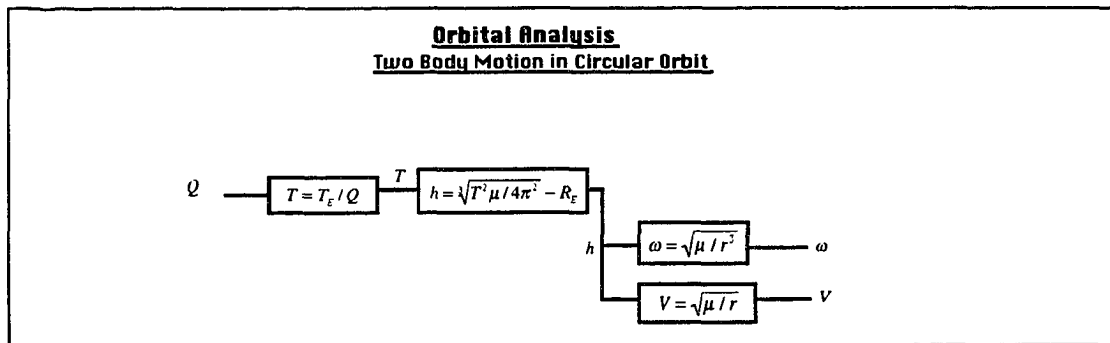 Orbital Analysis
Two Body Motion in Circular Orbit
Q
T = T_E / Q
T
h = ∛(T²μ / 4π²) − R_E
h
ω = √(μ / r³)
ω
V = √(μ / r)
V